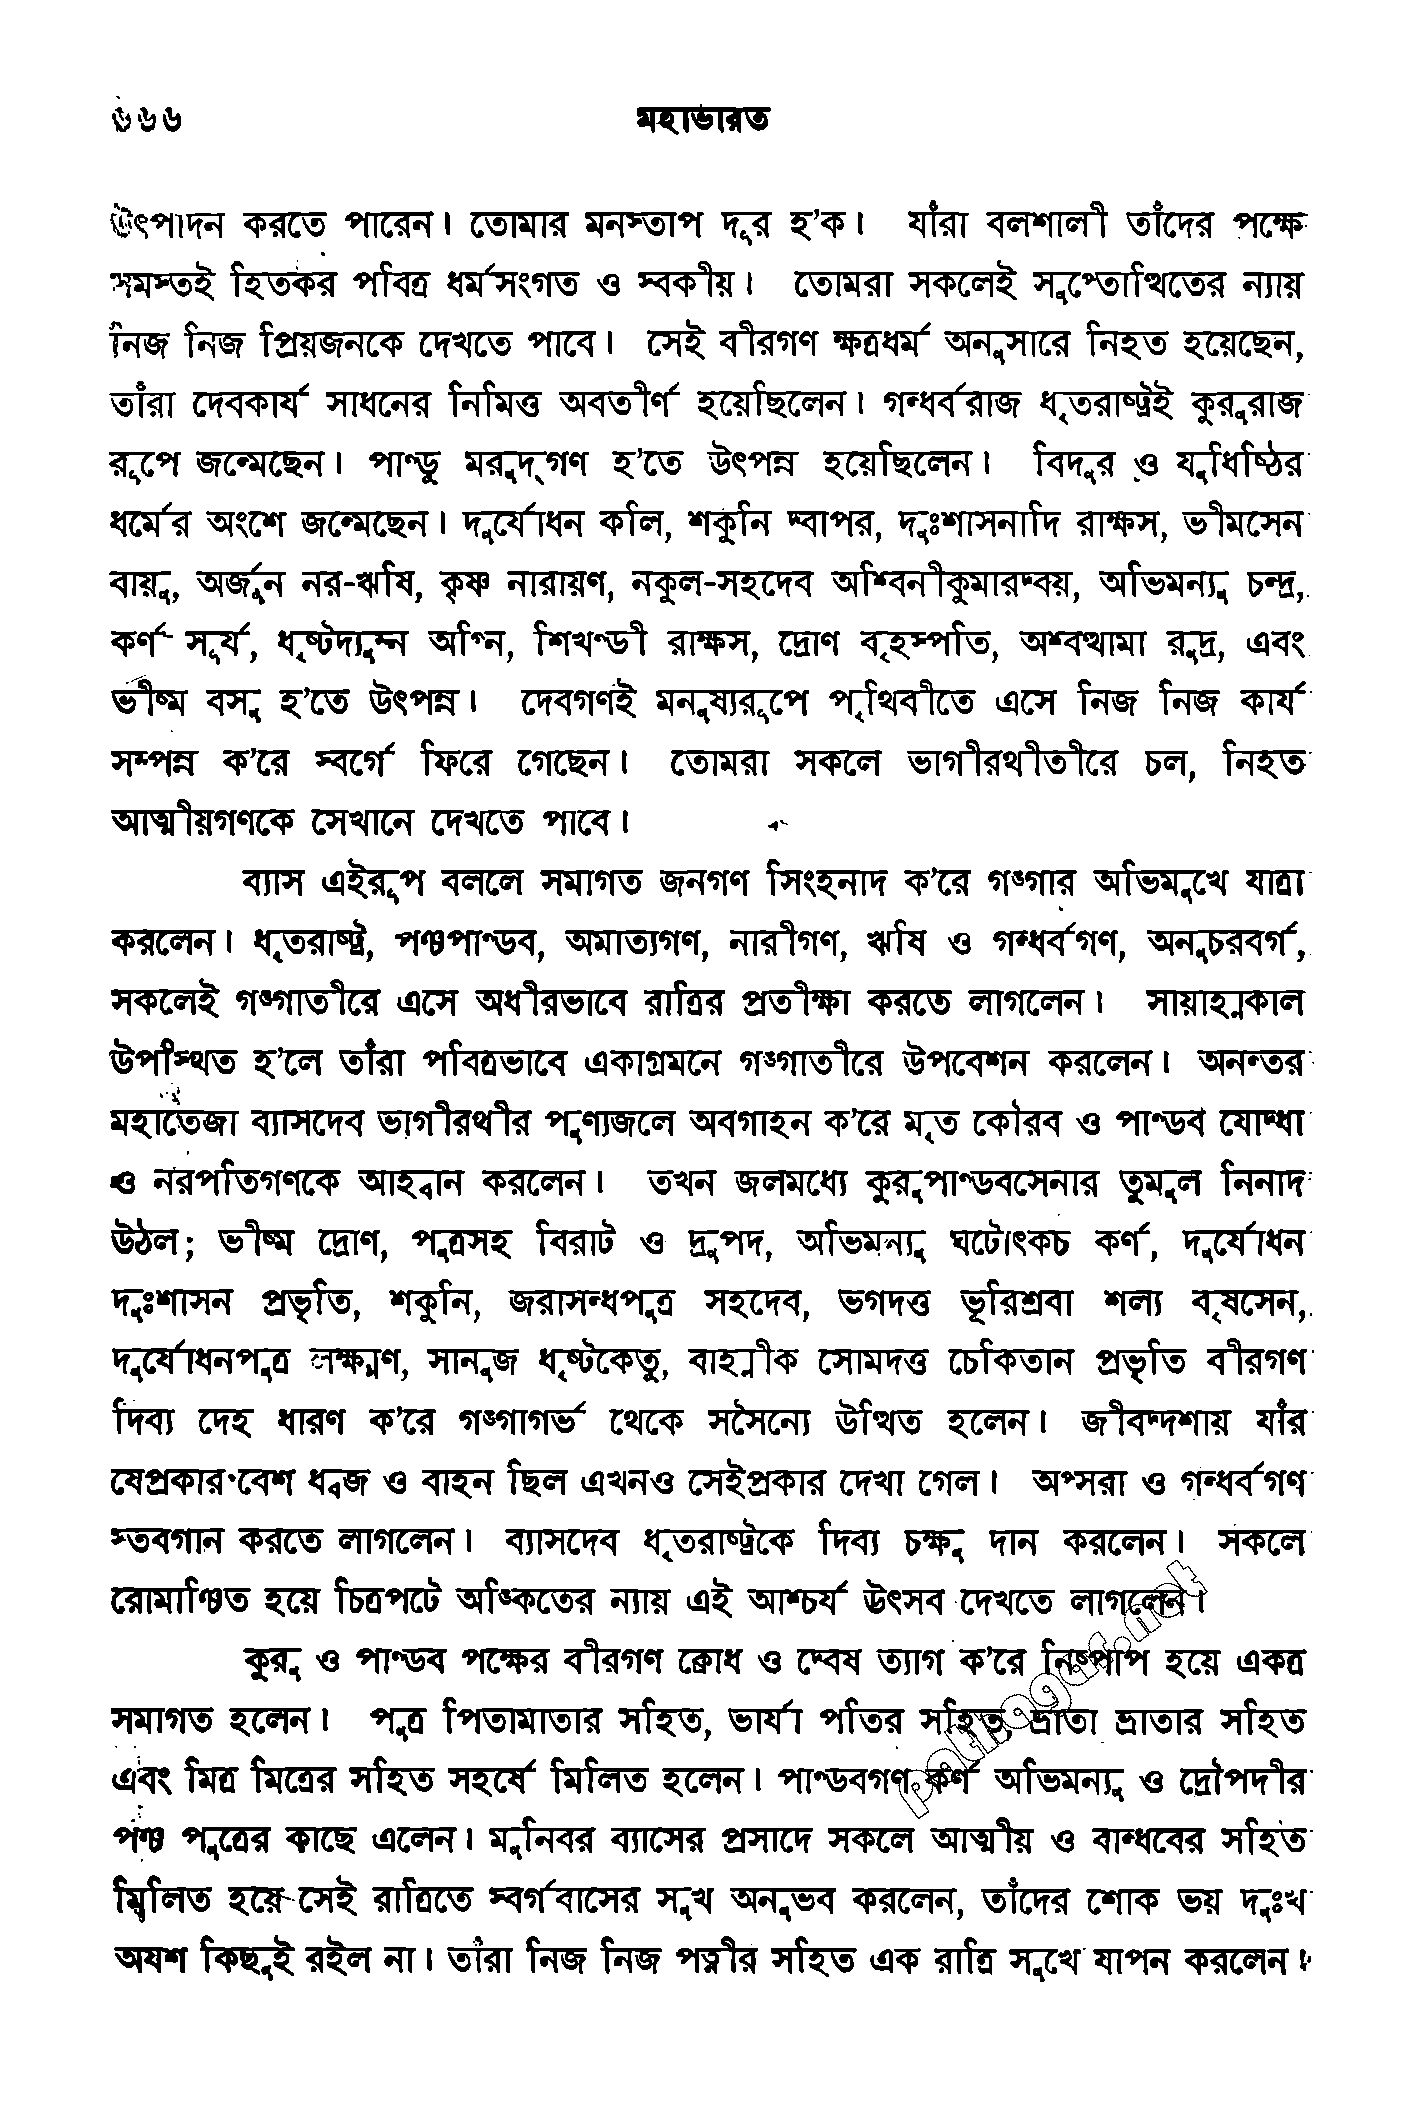 ৬৬৬ মহাভারত
উৎপাদন করতে পারেন। তোমার মনস্তাপ দূর হ’ক। যাঁরা বলশালী তাঁদের পক্ষে
সমস্তই হিতকর পবিত্র ধর্মসংগত ও স্বকীয়। তোমরা সকলেই সুপ্তোত্থিতের ন্যায়
নিজ নিজ প্রিয়জনকে দেখতে পাবে। সেই বীরগণ ক্ষত্রধর্ম অনুসারে নিহত হয়েছেন,
তাঁরা দেবকার্য সাধনের নিমিত্ত অবতীর্ণ হয়েছিলেন। গন্ধর্বরাজ ধৃতরাষ্ট্রই কুরুরাজ
রূপে জন্মেছেন। পাণ্ডু মরুদ্‌গণ হ’তে উৎপন্ন হয়েছিলেন। বিদুর ও যুধিষ্ঠির
ধর্মের অংশে জন্মেছেন। দুর্যোধন কলি, শকুনি দ্বাপর, দুঃশাসনাদি রাক্ষস, ভীমসেন
বায়ু, অর্জুন নর-ঋষি, কৃষ্ণ নারায়ণ, নকুল-সহদেব অশ্বিনীকুমারদ্বয়, অভিমন্যু চন্দ্র,
কর্ণ সূর্য, ধৃষ্টদ্যুম্ন অগ্নি, শিখণ্ডী রাক্ষস, দ্রোণ বৃহস্পতি, অশ্বত্থামা রুদ্র, এবং
ভীষ্ম বসু হ’তে উৎপন্ন। দেবগণই মনুষ্যরূপে পৃথিবীতে এসে নিজ নিজ কার্য
সম্পন্ন ক’রে স্বর্গে ফিরে গেছেন। তোমরা সকলে ভাগীরথীতীরে চল, নিহত
আত্মীয়গণকে সেখানে দেখতে পাবে।
ব্যাস এইরূপ বললে সমাগত জনগণ সিংহনাদ ক’রে গঙ্গার অভিমুখে যাত্রা
করলেন। ধৃতরাষ্ট্র, পঞ্চপাণ্ডব, অমাত্যগণ, নারীগণ, ঋষি ও গন্ধর্বগণ, অনুচরবর্গ,
সকলেই গঙ্গাতীরে এসে অধীরভাবে রাত্রির প্রতীক্ষা করতে লাগলেন। সায়াহ্নকাল
উপস্থিত হ’লে তাঁরা পবিত্রভাবে একাগ্রমনে গঙ্গাতীরে উপবেশন করলেন। অনন্তর
মহাতেজা ব্যাসদেব ভাগীরথীর পুণ্যজলে অবগাহন ক’রে মৃত কৌরব ও পাণ্ডব যোদ্ধা
ও নরপতিগণকে আহ্বান করলেন। তখন জলমধ্যে কুরুপাণ্ডবসেনার তুমুল নিনাদ
উঠল; ভীষ্ম দ্রোণ, পুত্রসহ বিরাট ও দ্রুপদ, অভিমন্যু ঘটোৎকচ কর্ণ, দুর্যোধন
দুঃশাসন প্রভৃতি, শকুনি, জরাসন্ধপুত্র সহদেব, ভগদত্ত ভূরিশ্রবা শল্য বৃষসেন,
দুর্যোধনপুত্র লক্ষ্মণ, সানুজ ধৃষ্টকেতু, বাহ্লীক সোমদত্ত চেকিতান প্রভৃতি বীরগণ
দিব্য দেহ ধারণ ক’রে গঙ্গাগর্ভ থেকে সসৈন্যে উত্থিত হলেন। জীবদ্দশায় যাঁর
যেপ্রকার বেশ ধ্বজ ও বাহন ছিল এখনও সেইপ্রকার দেখা গেল। অপ্সরা ও গন্ধর্বগণ
স্তবগান করতে লাগলেন। ব্যাসদেব ধৃতরাষ্ট্রকে দিব্য চক্ষু দান করলেন। সকলে
রোমাঞ্চিত হয়ে চিত্রপটে অঙ্কিতের ন্যায় এই আশ্চর্য উৎসব দেখতে লাগলেন।
কুরু ও পাণ্ডব পক্ষের বীরগণ ক্রোধ ও দ্বেষ ত্যাগ ক’রে নিষ্পাপ হয়ে একত্র
সমাগত হলেন। পুত্র পিতামাতার সহিত, ভার্যা পতির সহিত, ভ্রাতা ভ্রাতার সহিত
এবং মিত্র মিত্রের সহিত সহর্ষে মিলিত হলেন। পাণ্ডবগণ কর্ণ অভিমন্যু ও দ্রৌপদীর
পঞ্চ পুত্রের কাছে এলেন। মুনিবর ব্যাসের প্রসাদে সকলে আত্মীয় ও বান্ধবের সহিত
মিলিত হয়ে সেই রাত্রিতে স্বর্গবাসের সুখ অনুভব করলেন, তাঁদের শোক ভয় দুঃখ
অযশ কিছুই রইল না। তাঁরা নিজ নিজ পত্নীর সহিত এক রাত্রি সুখে যাপন করলেন।
pathagar.net